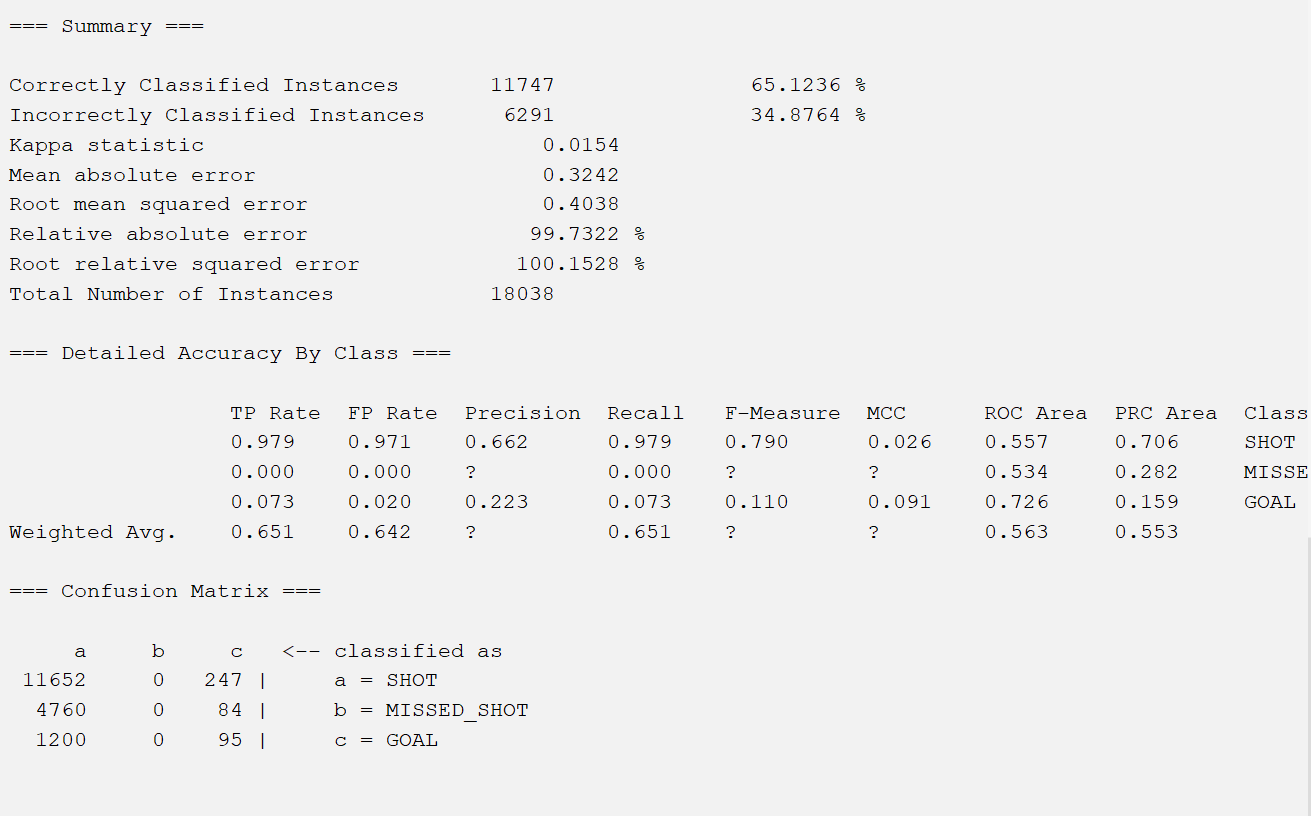 === Summary ===
Correctly Classified Instances 11747 65.1236 %
Incorrectly Classified Instances 6291 34.8764 %
Kappa statistic 0.0154
Mean absolute error 0.3242
Root mean squared error 0.4038
Relative absolute error 99.7322 %
Root relative squared error 100.1528 %
Total Number of Instances 18038
=== Detailed Accuracy By Class ===
TP Rate FP Rate Precision Recall F-Measure MCC ROC Area PRC Area Class
0.979 0.971 0.662 0.979 0.790 0.026 0.557 0.706 SHOT
0.000 0.000 ? 0.000 ? ? 0.534 0.282 MISSE
0.073 0.020 0.223 0.073 0.110 0.091 0.726 0.159 GOAL
Weighted Avg. 0.651 0.642 ? 0.651 ? ? 0.563 0.553
=== Confusion Matrix ===
a b c <-- classified as
11652 0 247 | a = SHOT
4760 0 84 | b = MISSED_SHOT
1200 0 95 | c = GOAL